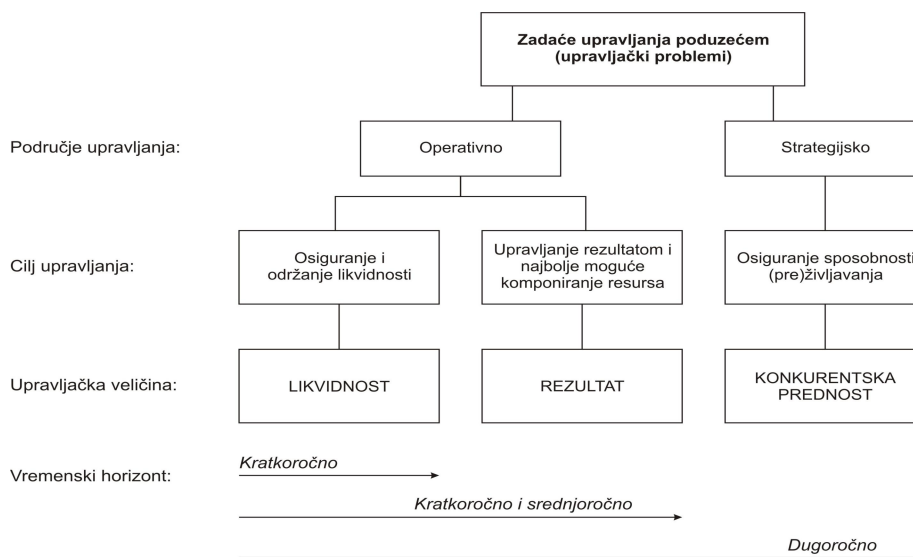 Zadaće upravljanja poduzećem
(upravljački problemi)
Područje upravljanja:
Operativno
Strategijsko
Cilj upravljanja:
Osiguranje i
održanje likvidnosti
Upravljanje rezultatom i
najbolje moguće
komponiranje resursa
Osiguranje sposobnosti
(pre)življavanja
Upravljačka veličina:
LIKVIDNOST
REZULTAT
KONKURENTSKA
PREDNOST
Vremenski horizont:
Kratkoročno
Kratkoročno i srednjoročno
Dugoročno